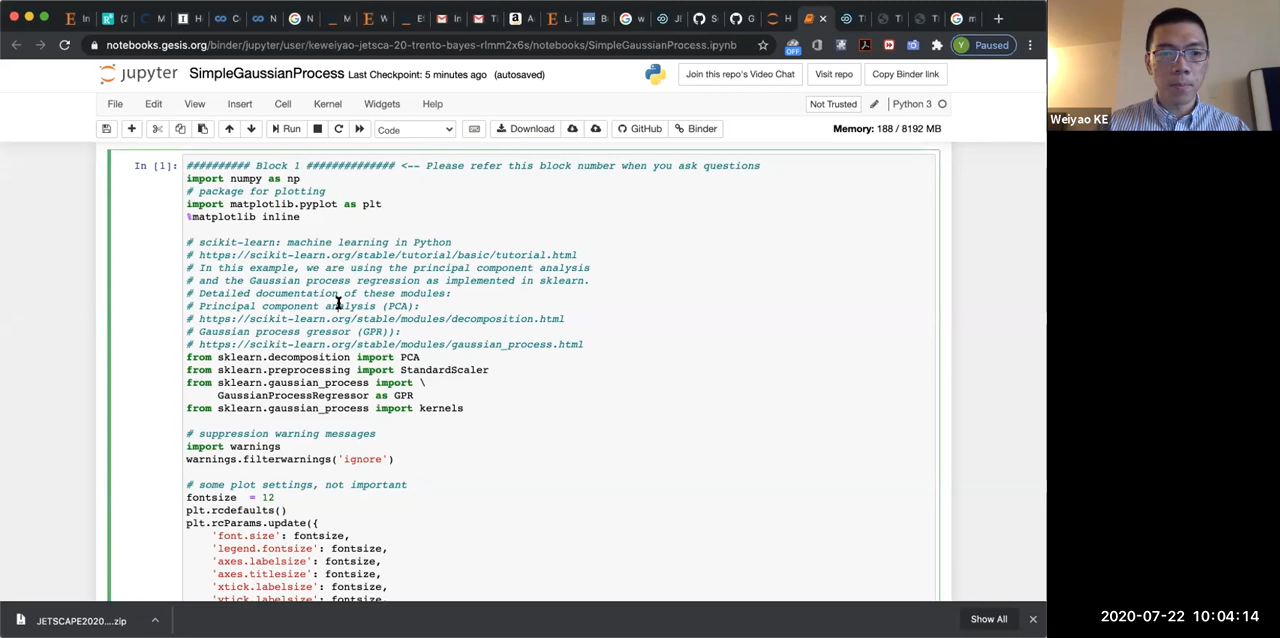 notebooks.gesis.org/binder/jupyter/user/keweiyao-jetsca-20-trento-bayes-rlmm2x6s/notebooks/SimpleGaussianProcess.ipynb
OFF
Paused
jupyter SimpleGaussianProcess Last Checkpoint: 5 minutes ago (autosaved)
Join this repo's Video Chat
Visit repo
Copy Binder link
File Edit View Insert Cell Kernel Widgets Help
Not Trusted
Python 3
Run
Code
Download
GitHub
Binder
Memory: 188 / 8192 MB
Weiyao KE
In [1]: ########## Block 1 ############## <-- Please refer this block number when you ask questions
import numpy as np
# package for plotting
import matplotlib.pyplot as plt
%matplotlib inline
# scikit-learn: machine learning in Python
# https://scikit-learn.org/stable/tutorial/basic/tutorial.html
# In this example, we are using the principal component analysis
# and the Gaussian process regression as implemented in sklearn.
# Detailed documentation of these modules:
# Principal component analysis (PCA):
# https://scikit-learn.org/stable/modules/decomposition.html
# Gaussian process gressor (GPR)):
# https://scikit-learn.org/stable/modules/gaussian_process.html
from sklearn.decomposition import PCA
from sklearn.preprocessing import StandardScaler
from sklearn.gaussian_process import \
GaussianProcessRegressor as GPR
from sklearn.gaussian_process import kernels
# suppression warning messages
import warnings
warnings.filterwarnings('ignore')
# some plot settings, not important
fontsize = 12
plt.rcdefaults()
plt.rcParams.update({
'font.size': fontsize,
'legend.fontsize': fontsize,
'axes.labelsize': fontsize,
'axes.titlesize': fontsize,
'xtick.labelsize': fontsize,
'ytick.labelsize': fontsize,
JETSCAPE2020....zip
Show All
2020-07-22 10:04:14